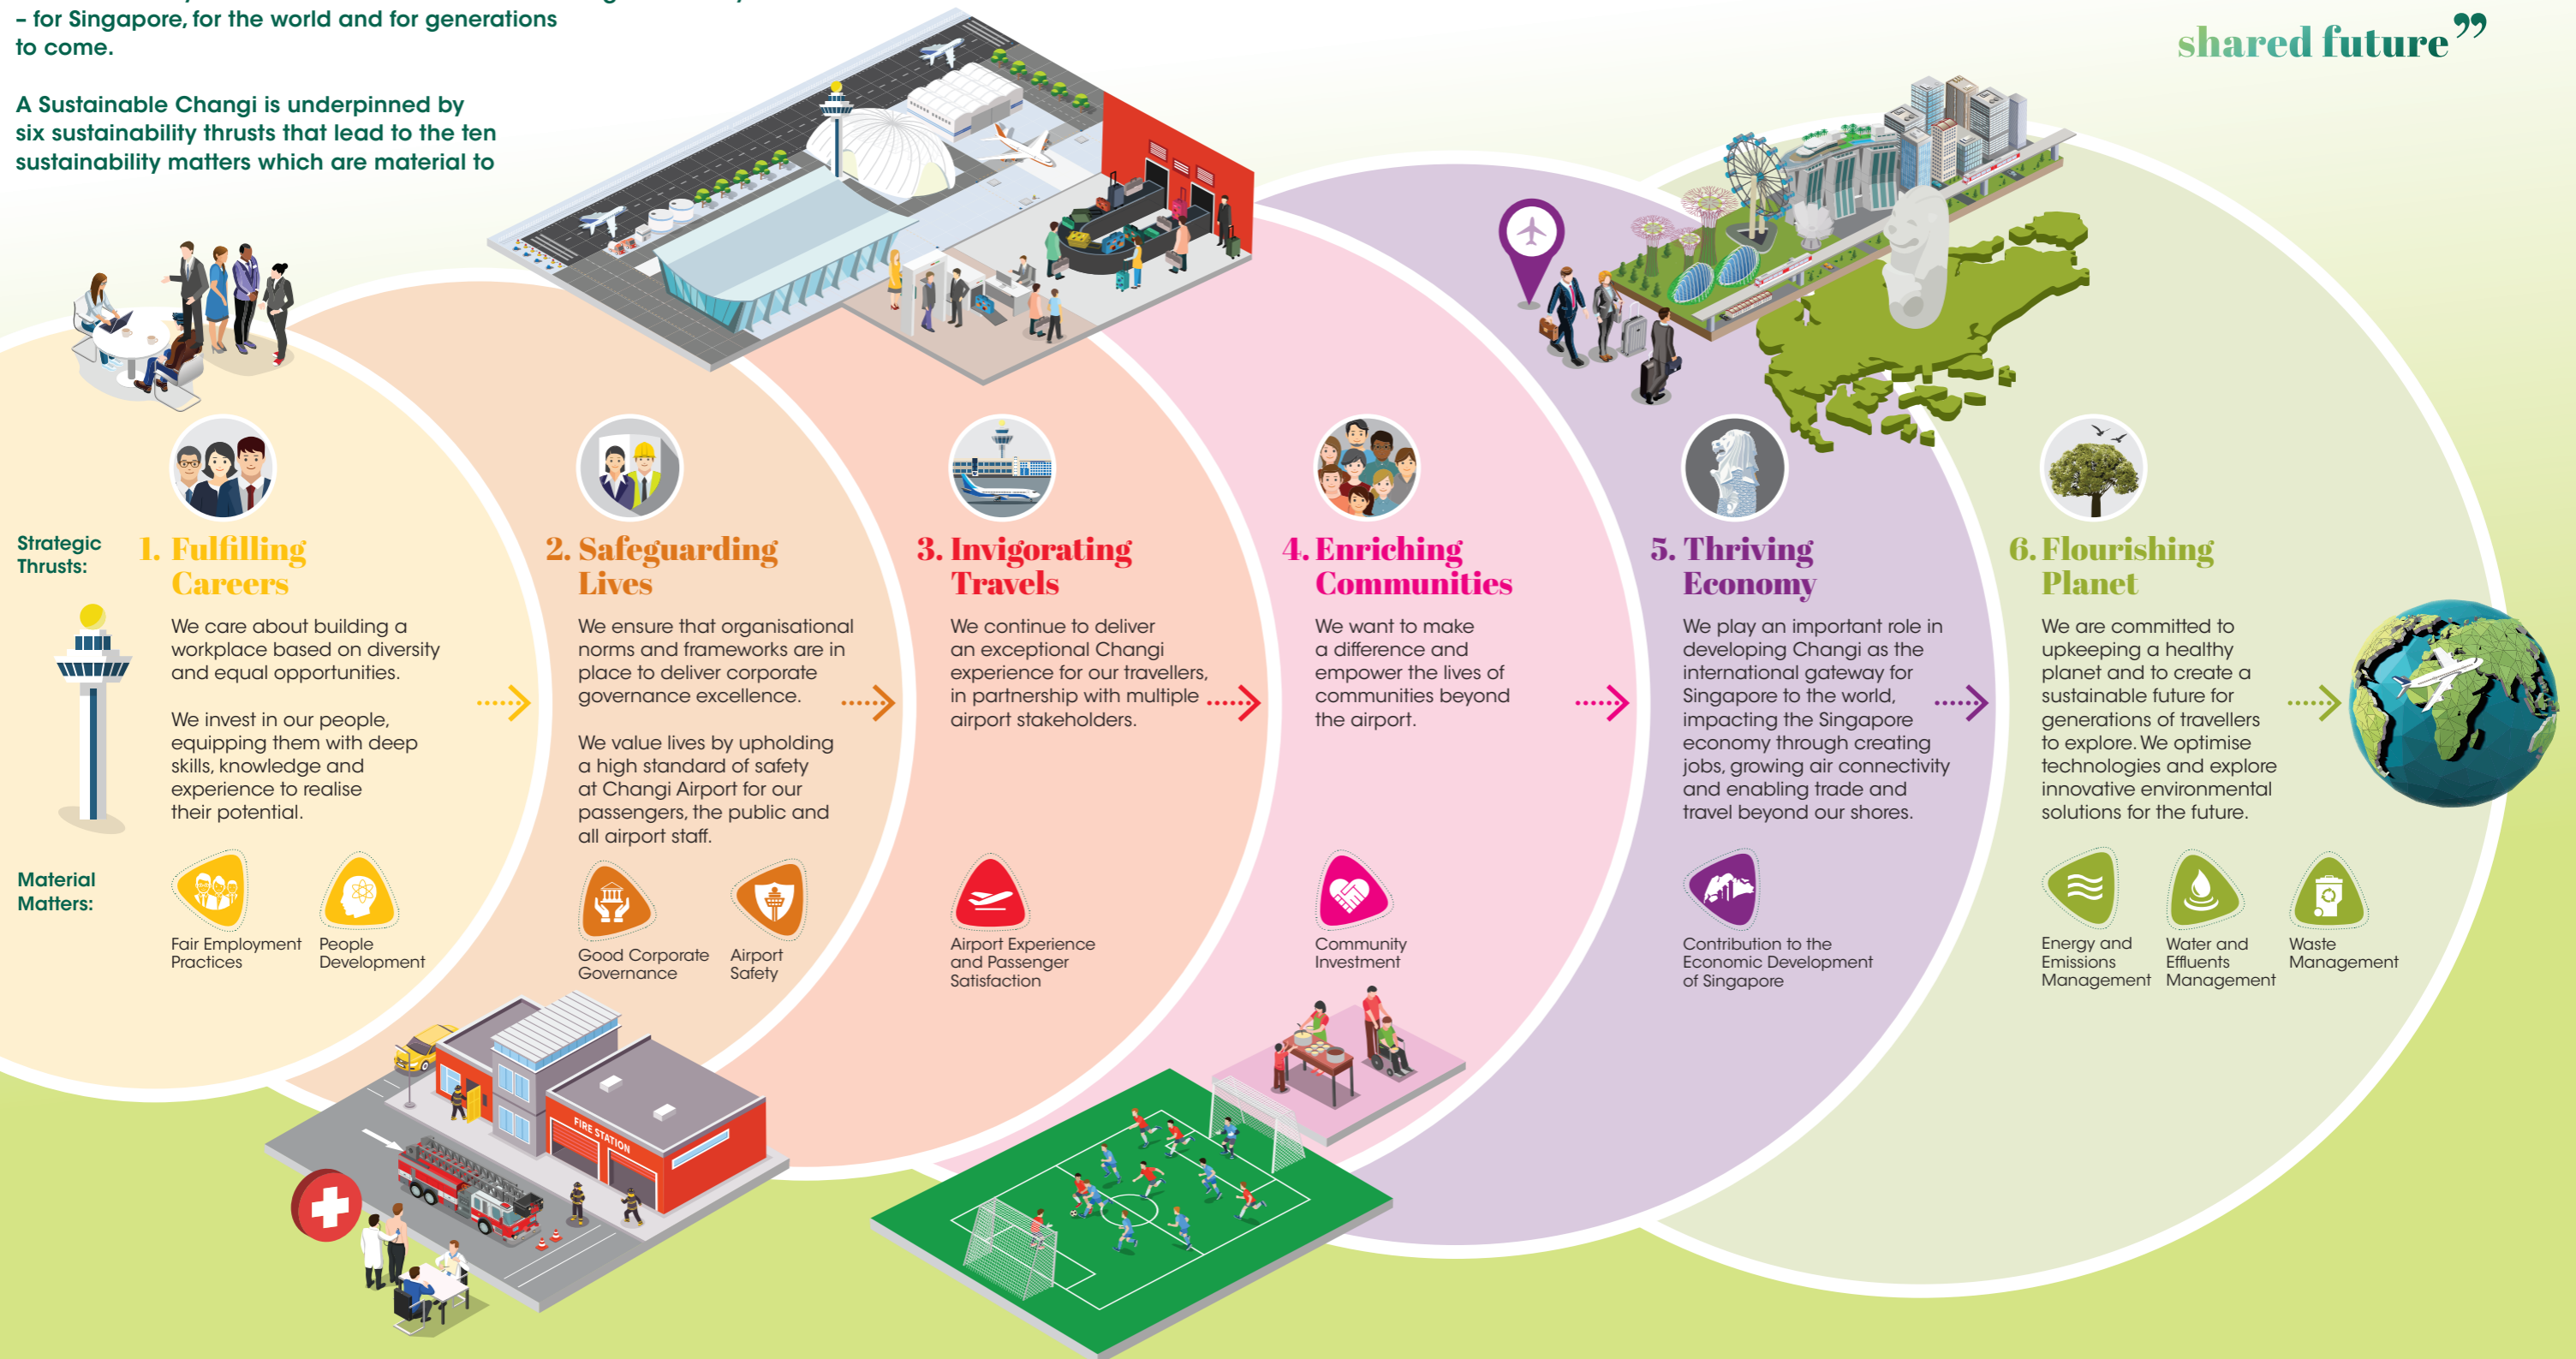 – for Singapore, for the world and for generations
to come.
A Sustainable Changi is underpinned by
six sustainability thrusts that lead to the ten
sustainability matters which are material to
shared future”
Strategic
Thrusts:
1. Fulfilling
Careers
We care about building a
workplace based on diversity
and equal opportunities.
We invest in our people,
equipping them with deep
skills, knowledge and
experience to realise
their potential.
2. Safeguarding
Lives
We ensure that organisational
norms and frameworks are in
place to deliver corporate
governance excellence.
We value lives by upholding
a high standard of safety
at Changi Airport for our
passengers, the public and
all airport staff.
3. Invigorating
Travels
We continue to deliver
an exceptional Changi
experience for our travellers,
in partnership with multiple
airport stakeholders.
4. Enriching
Communities
We want to make
a difference and
empower the lives of
communities beyond
the airport.
5. Thriving
Economy
We play an important role in
developing Changi as the
international gateway for
Singapore to the world,
impacting the Singapore
economy through creating
jobs, growing air connectivity
and enabling trade and
travel beyond our shores.
6. Flourishing
Planet
We are committed to
upkeeping a healthy
planet and to create a
sustainable future for
generations of travellers
to explore. We optimise
technologies and explore
innovative environmental
solutions for the future.
Material
Matters:
Fair Employment
Practices
People
Development
Good Corporate
Governance
Airport
Safety
Airport Experience
and Passenger
Satisfaction
Community
Investment
Contribution to the
Economic Development
of Singapore
Energy and
Emissions
Management
Water and
Effluents
Management
Waste
Management
FIRE STATION